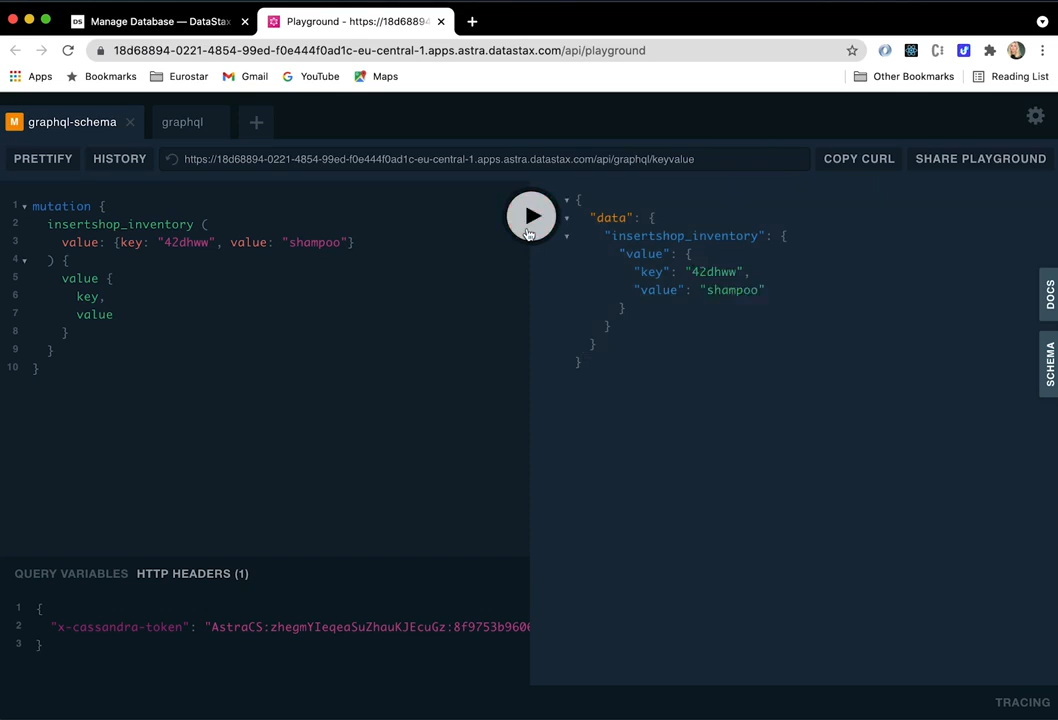 DS Manage Database — DataStax
Playground - https://18d68894
18d68894-0221-4854-99ed-f0e444f0ad1c-eu-central-1.apps.astra.datastax.com/api/playground
Apps Bookmarks Eurostar Gmail YouTube Maps Other Bookmarks Reading List
M graphql-schema graphql
PRETTIFY HISTORY https://18d68894-0221-4854-99ed-f0e444f0ad1c-eu-central-1.apps.astra.datastax.com/api/graphql/keyvalue COPY CURL SHARE PLAYGROUND
1 mutation {
2 insertshop_inventory (
3 value: {key: "42dhww", value: "shampoo"}
4 ) {
5 value {
6 key,
7 value
8 }
9 }
10 }
{
"data": {
"insertshop_inventory": {
"value": {
"key": "42dhww",
"value": "shampoo"
}
}
}
}
DOCS
SCHEMA
QUERY VARIABLES HTTP HEADERS (1)
1 {
2 "x-cassandra-token": "AstraCS:zhegmYIeqeaSuZhauKJEcuGz:8f9753b960
3 }
TRACING